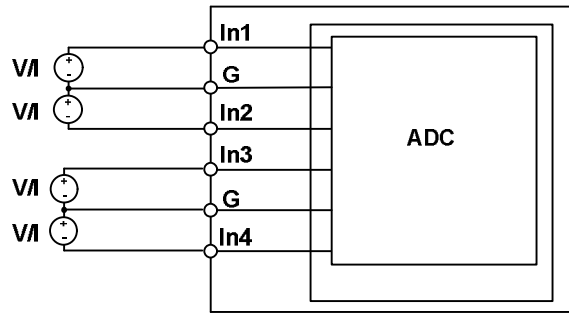 In1
V/I
+
-
G
V/I
+
-
In2
ADC
In3
V/I
+
-
G
V/I
+
-
In4